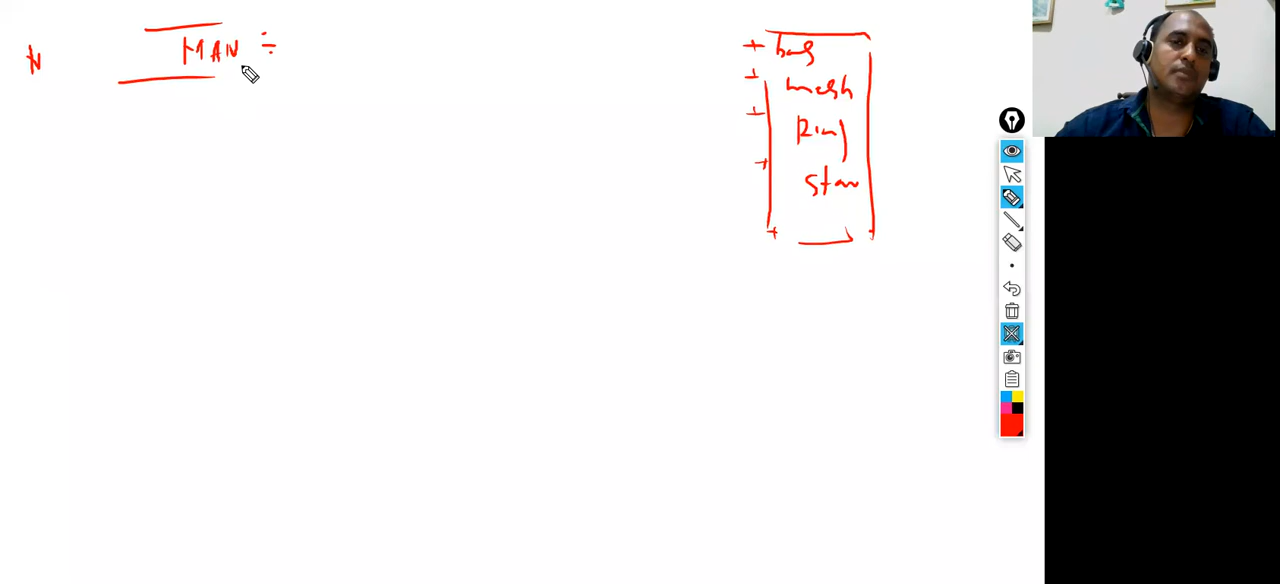 MAN :-
bus
mesh
Ring
star